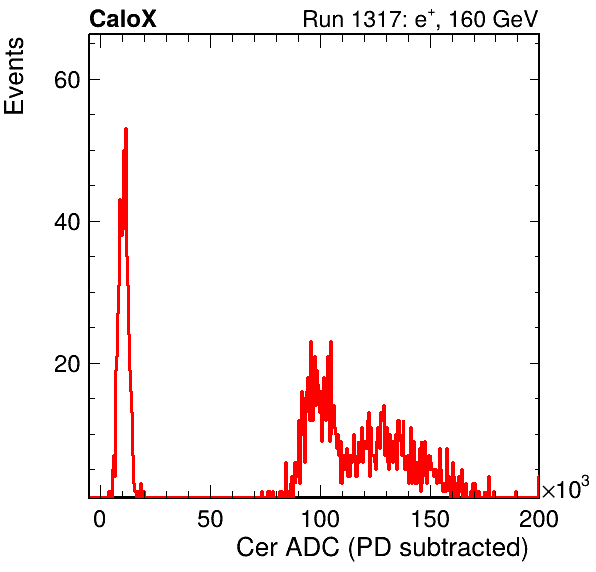 CaloX Run 1317: e⁺, 160 GeV
Events
60
40
20
0 50 100 150 200
×10³
Cer ADC (PD subtracted)